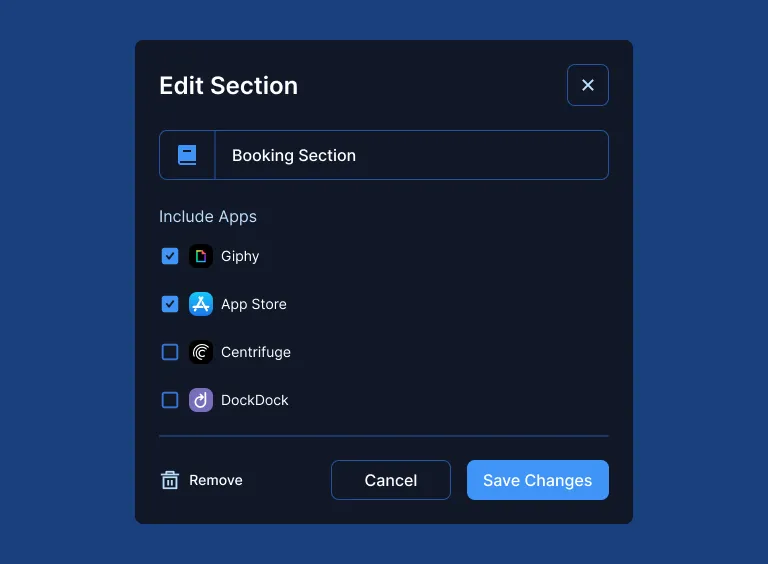 Edit Section
Booking Section
Include Apps
Giphy
App Store
Centrifuge
DockDock
Remove
Cancel
Save Changes